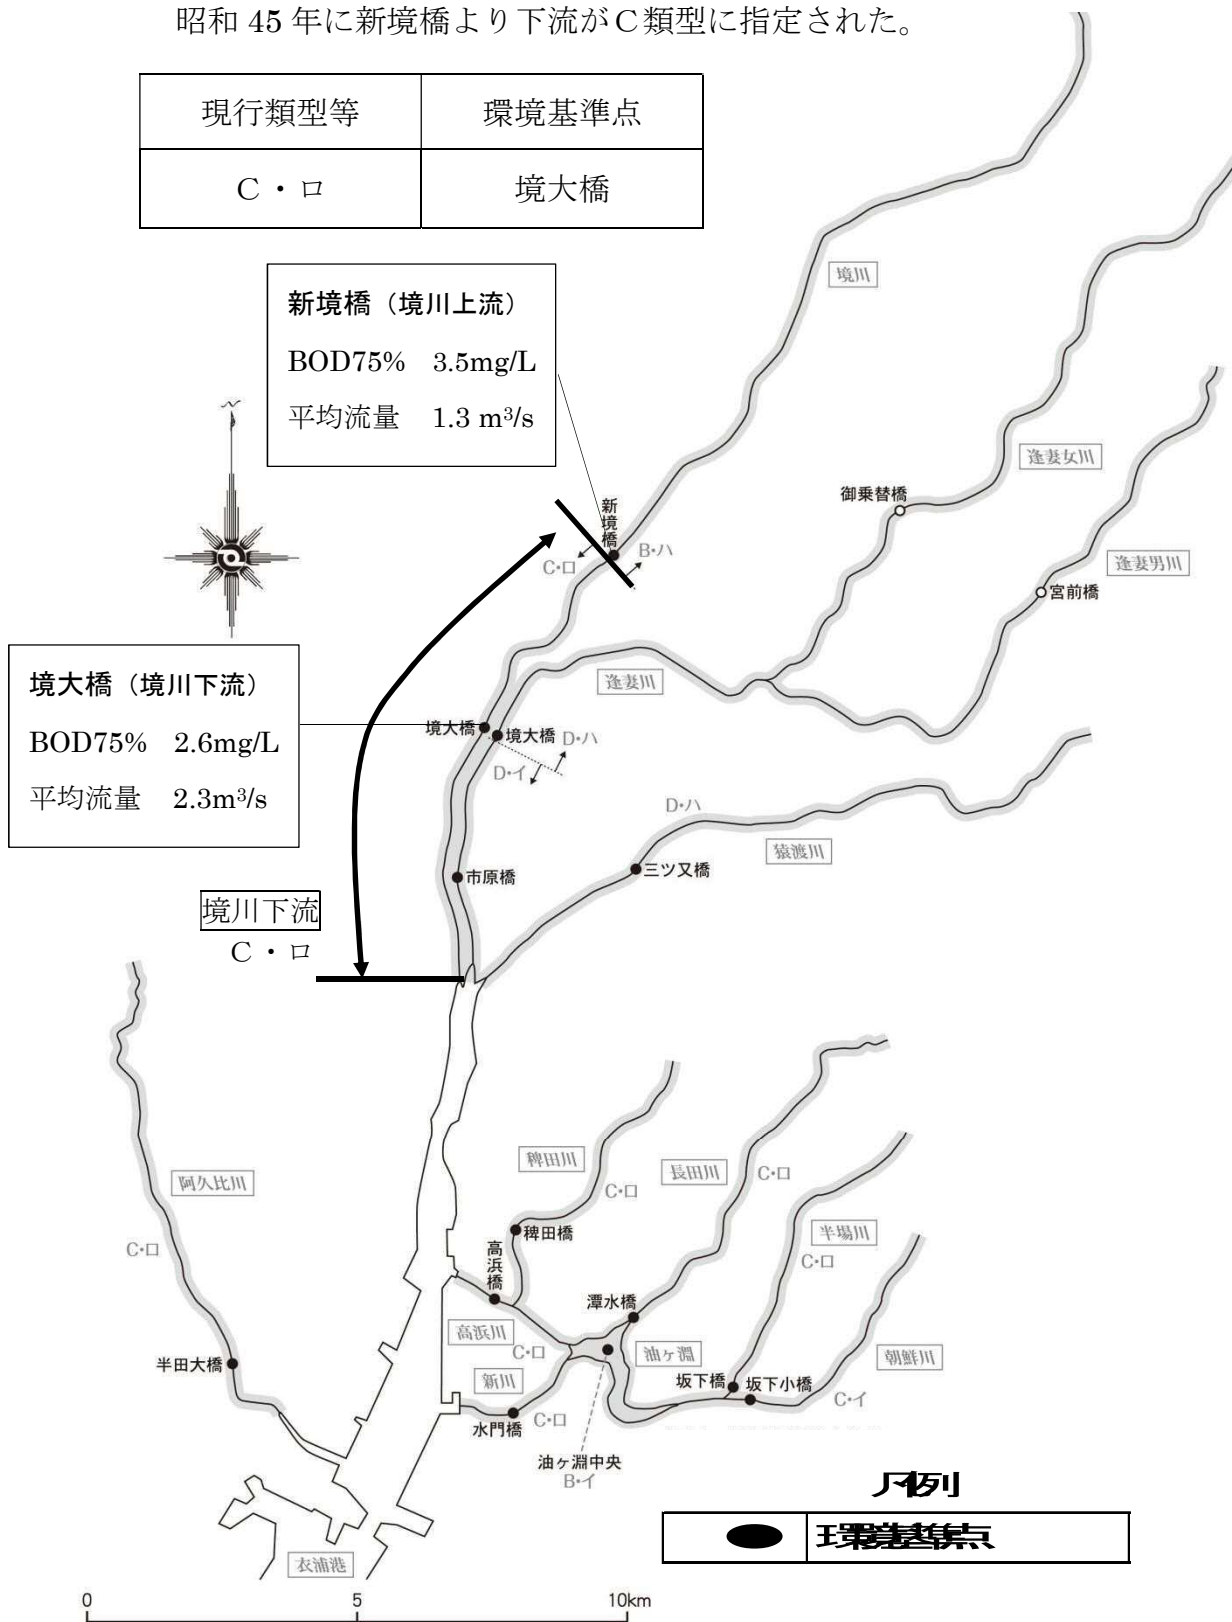 昭和 45 年に新境橋より下流がＣ類型に指定された。
現行類型等 環境基準点
Ｃ・ロ 境大橋
境川
新境橋（境川上流）
BOD75% 3.5mg/L
平均流量 1.3 m³/s
N
逢妻女川
御乗替橋
新境橋
B・ハ
C・ロ
逢妻男川
宮前橋
境大橋（境川下流）
BOD75% 2.6mg/L
平均流量 2.3m³/s
逢妻川
境大橋
境大橋
D・ハ
D・イ
D・ハ
猿渡川
三ツ又橋
市原橋
境川下流
Ｃ・ロ
稗田川
長田川
C・ロ
阿久比川
C・ロ
半場川
C・ロ
稗田橋
高浜橋
C・ロ
潭水橋
高浜川
C・ロ
油ヶ淵
朝鮮川
半田大橋
新川
坂下橋
坂下小橋
C・イ
水門橋
C・ロ
油ヶ淵中央
B・イ
凡例
環境基準点
衣浦港
0 5 10km